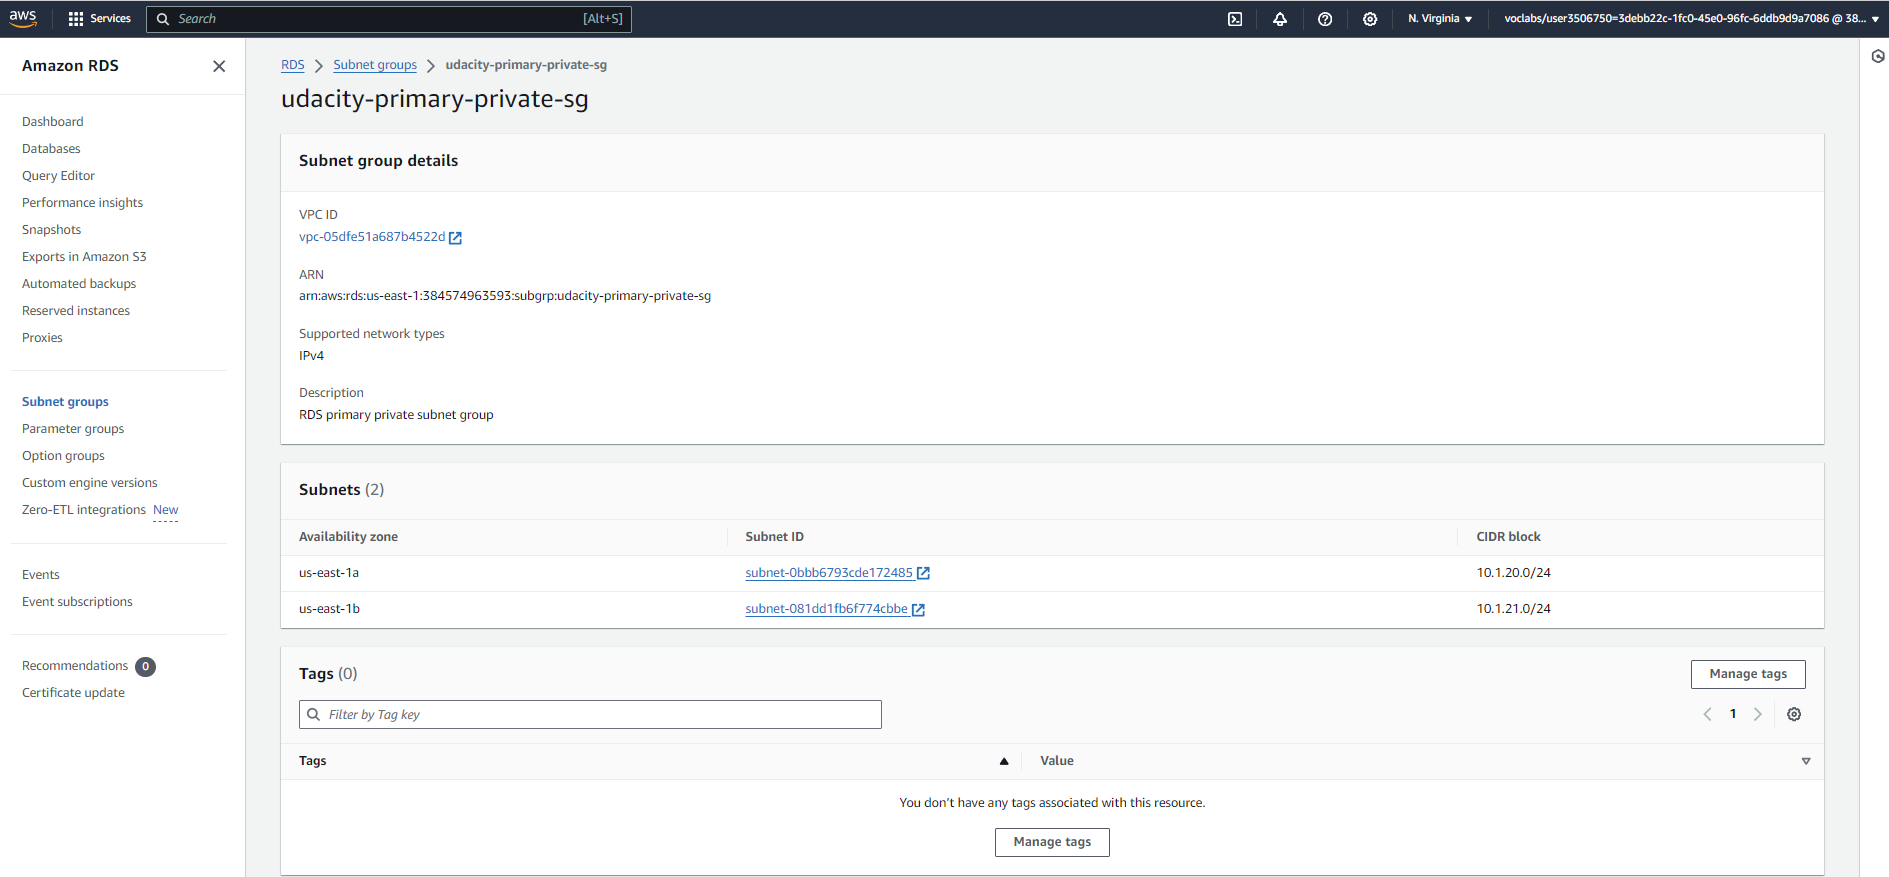 aws
Services
Search
[Alt+S]
N. Virginia
voclabs/user3506750=3debb22c-1fc0-45e0-96fc-6ddb9d9a7086 @ 38...
Amazon RDS
Dashboard
Databases
Query Editor
Performance insights
Snapshots
Exports in Amazon S3
Automated backups
Reserved instances
Proxies
Subnet groups
Parameter groups
Option groups
Custom engine versions
Zero-ETL integrations New
Events
Event subscriptions
Recommendations 0
Certificate update
RDS > Subnet groups > udacity-primary-private-sg
udacity-primary-private-sg
Subnet group details
VPC ID
vpc-05dfe51a687b4522d
ARN
arn:aws:rds:us-east-1:384574963593:subgrp:udacity-primary-private-sg
Supported network types
IPv4
Description
RDS primary private subnet group
Subnets (2)
Availability zone Subnet ID CIDR block
us-east-1a subnet-0bbb6793cde172485 10.1.20.0/24
us-east-1b subnet-081dd1fb6f774cbbe 10.1.21.0/24
Tags (0)
Manage tags
Filter by Tag key
1
Tags Value
You don't have any tags associated with this resource.
Manage tags